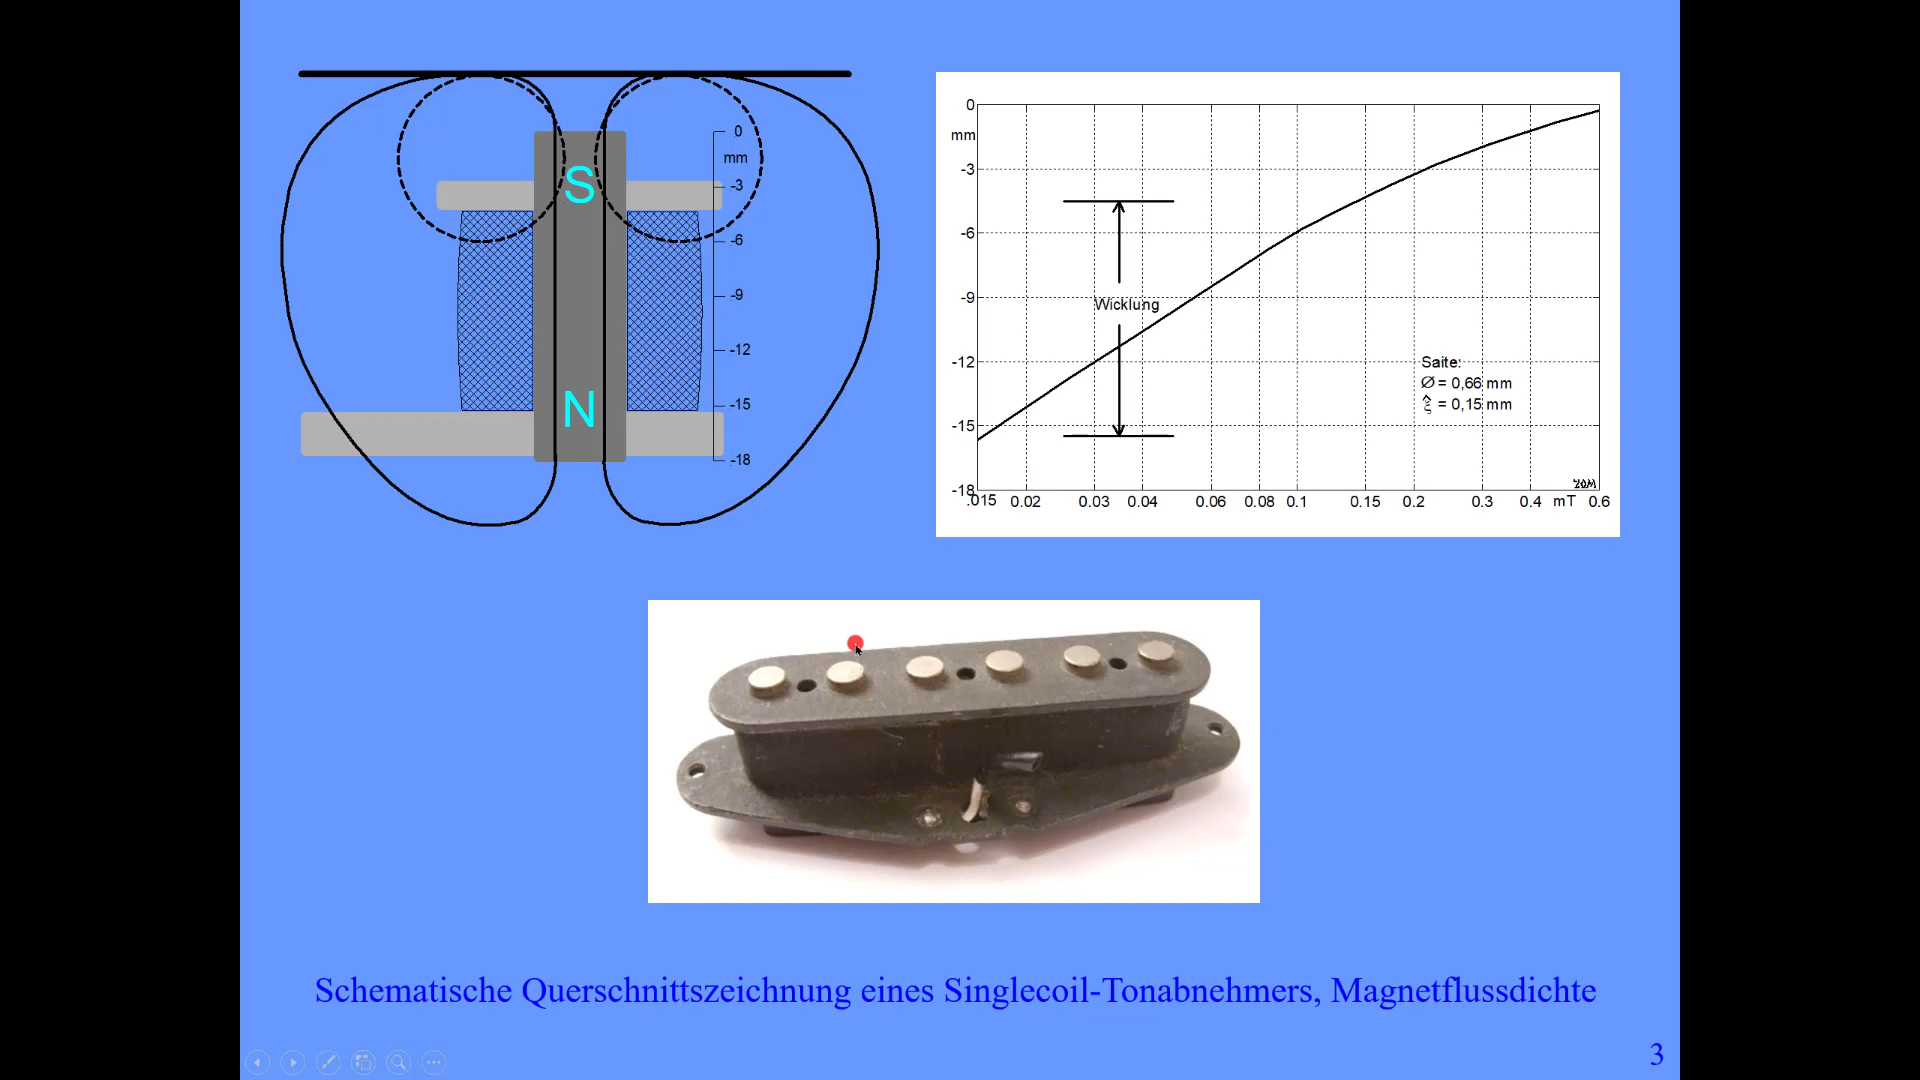 S
N
0
mm
-3
-6
-9
-12
-15
-18
0
mm
-3
-6
-9
-12
-15
-18
Wicklung
Saite:
Ø = 0,66 mm
ξ̂ = 0,15 mm
.015 0.02 0.03 0.04 0.06 0.08 0.1 0.15 0.2 0.3 0.4 mT 0.6
Schematische Querschnittszeichnung eines Singlecoil-Tonabnehmers, Magnetflussdichte
3